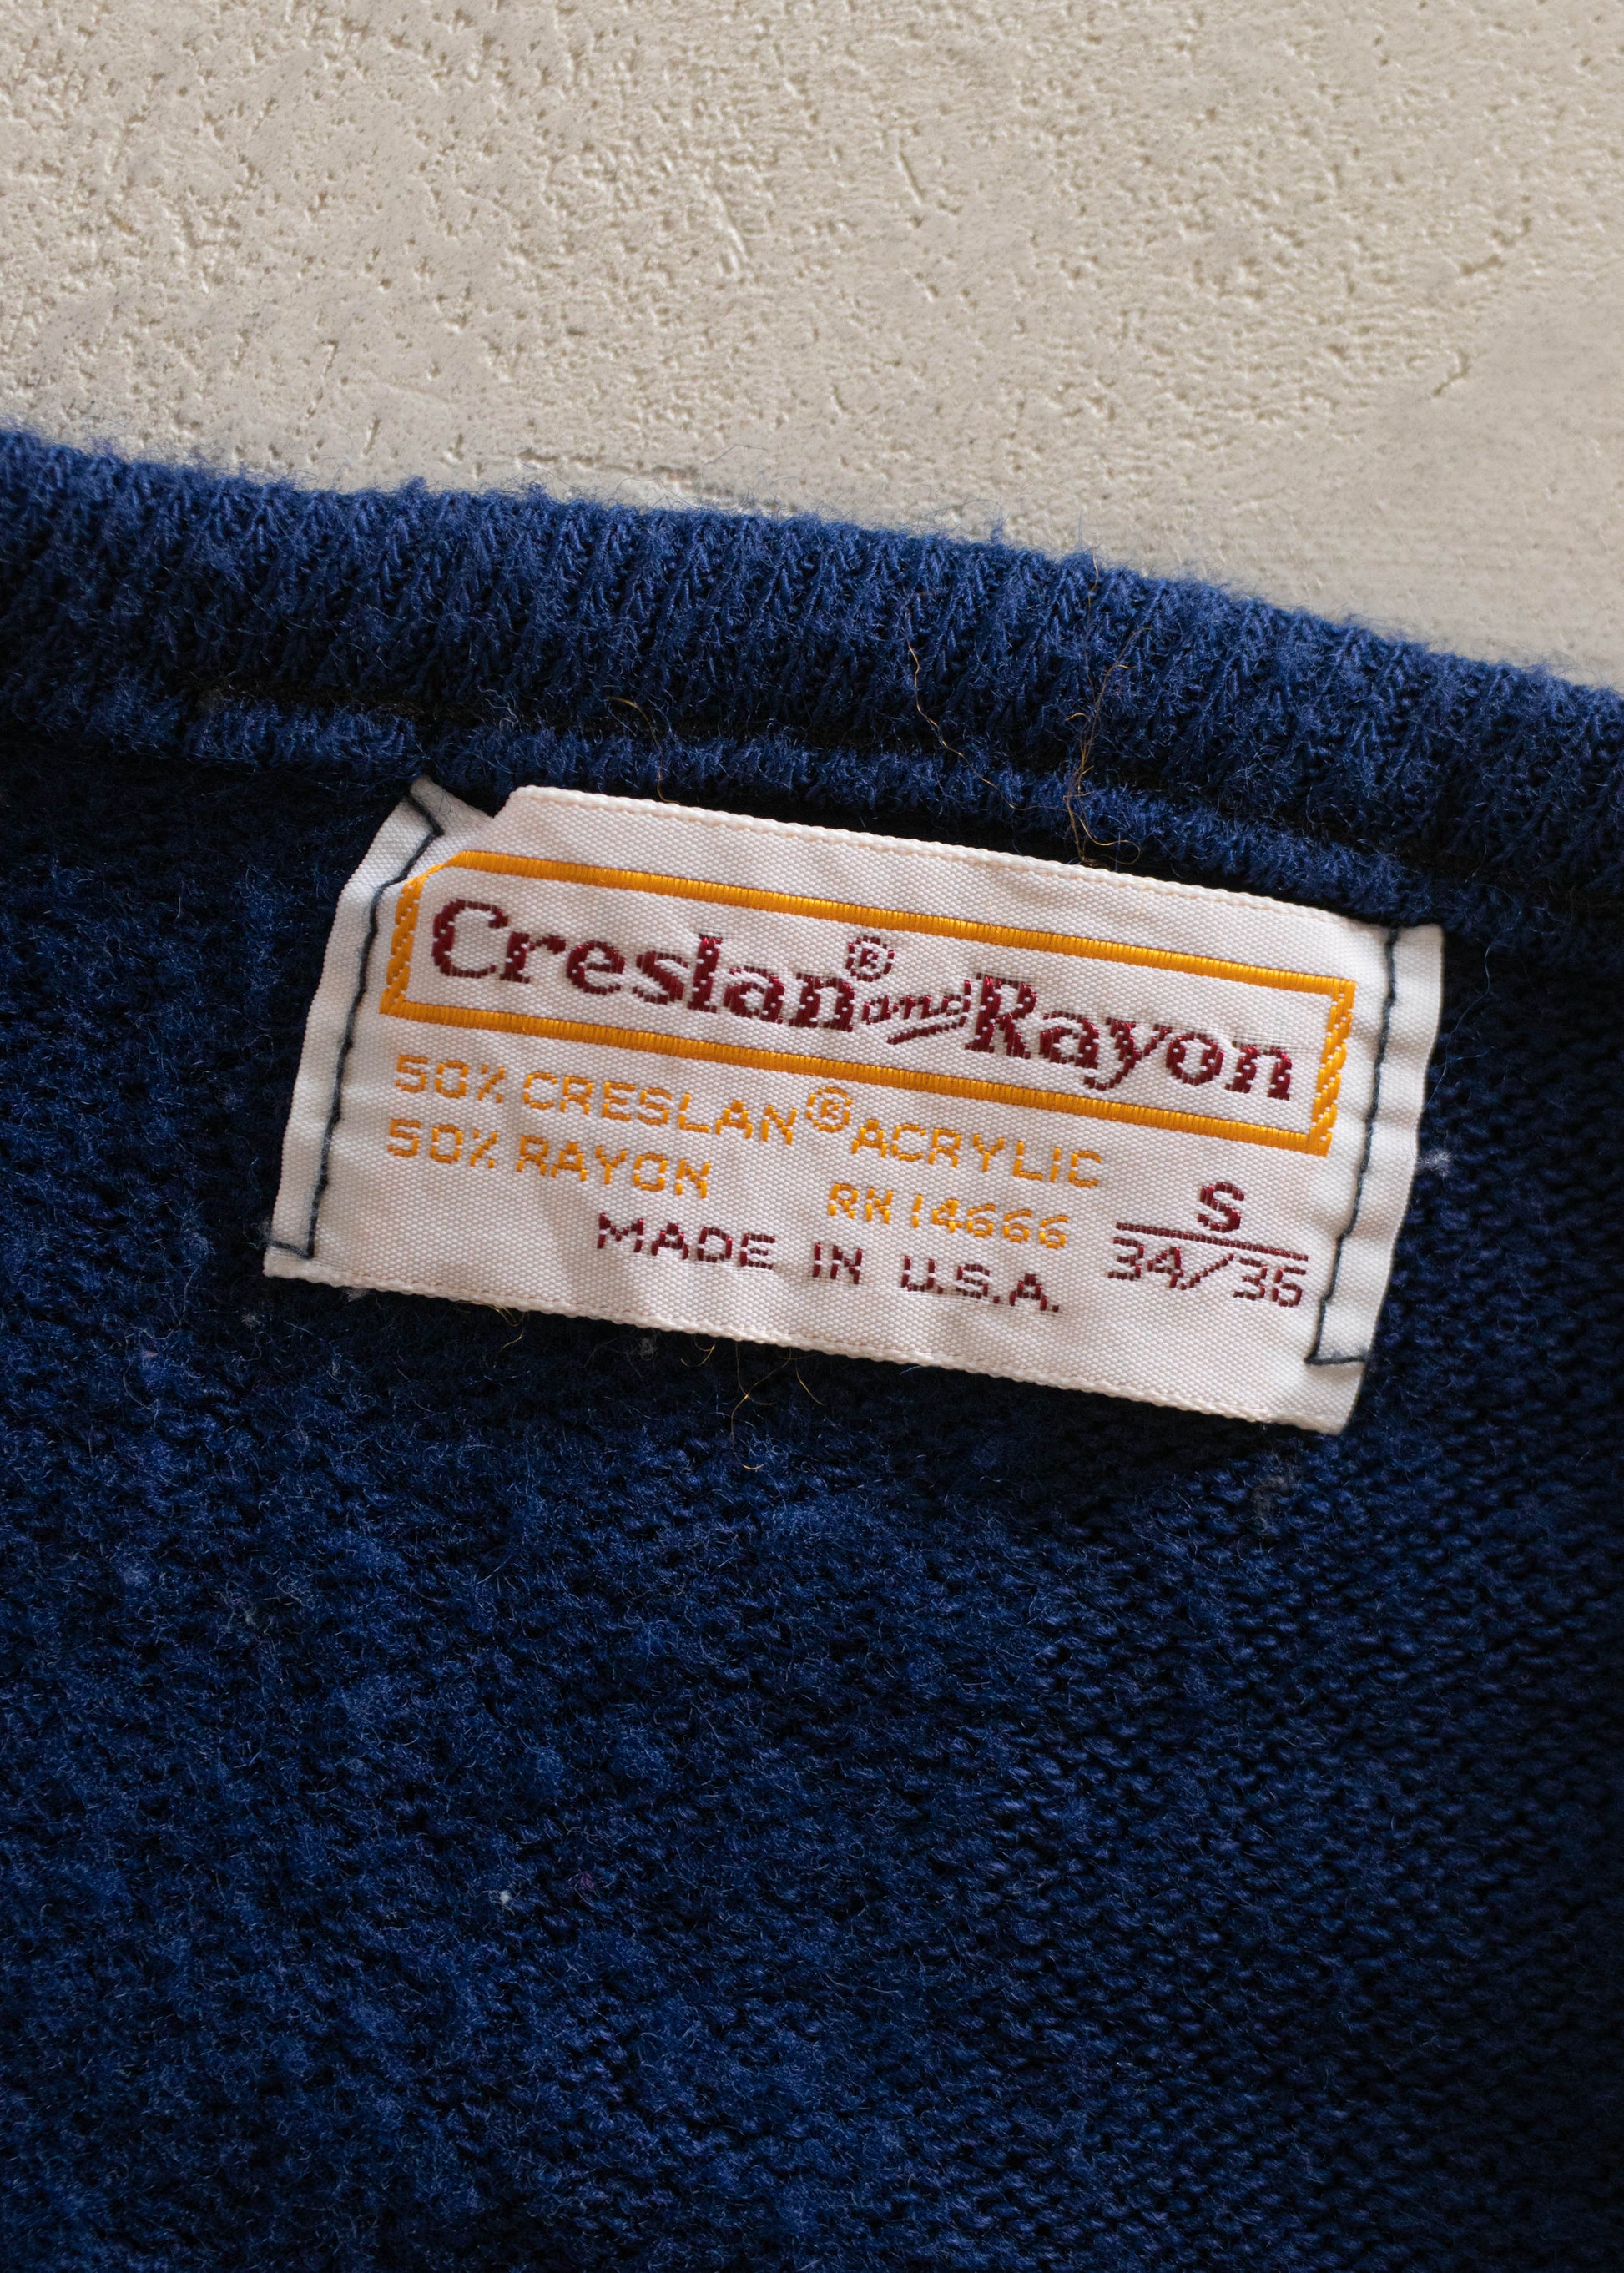 Creslan® and Rayon
50% CRESLAN® ACRYLIC
50% RAYON RN 14666
MADE IN U.S.A.
S
34/36